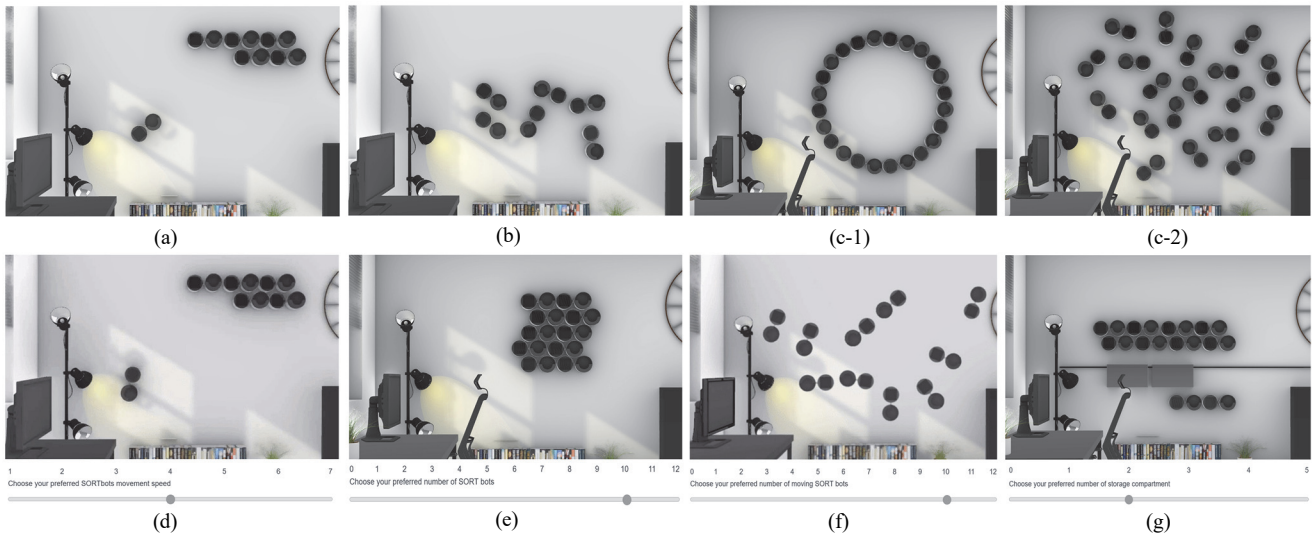 (a)
(b)
(c-1)
(c-2)
1 2 3 4 5 6 7
Choose your preferred SORTbots movement speed
(d)
0 1 2 3 4 5 6 7 8 9 10 11 12
Choose your preferred number of SORT bots
(e)
0 1 2 3 4 5 6 7 8 9 10 11 12
Choose your preferred number of moving SORT bots
(f)
0 1 2 3 4 5
Choose your preferred number of storage compartment
(g)